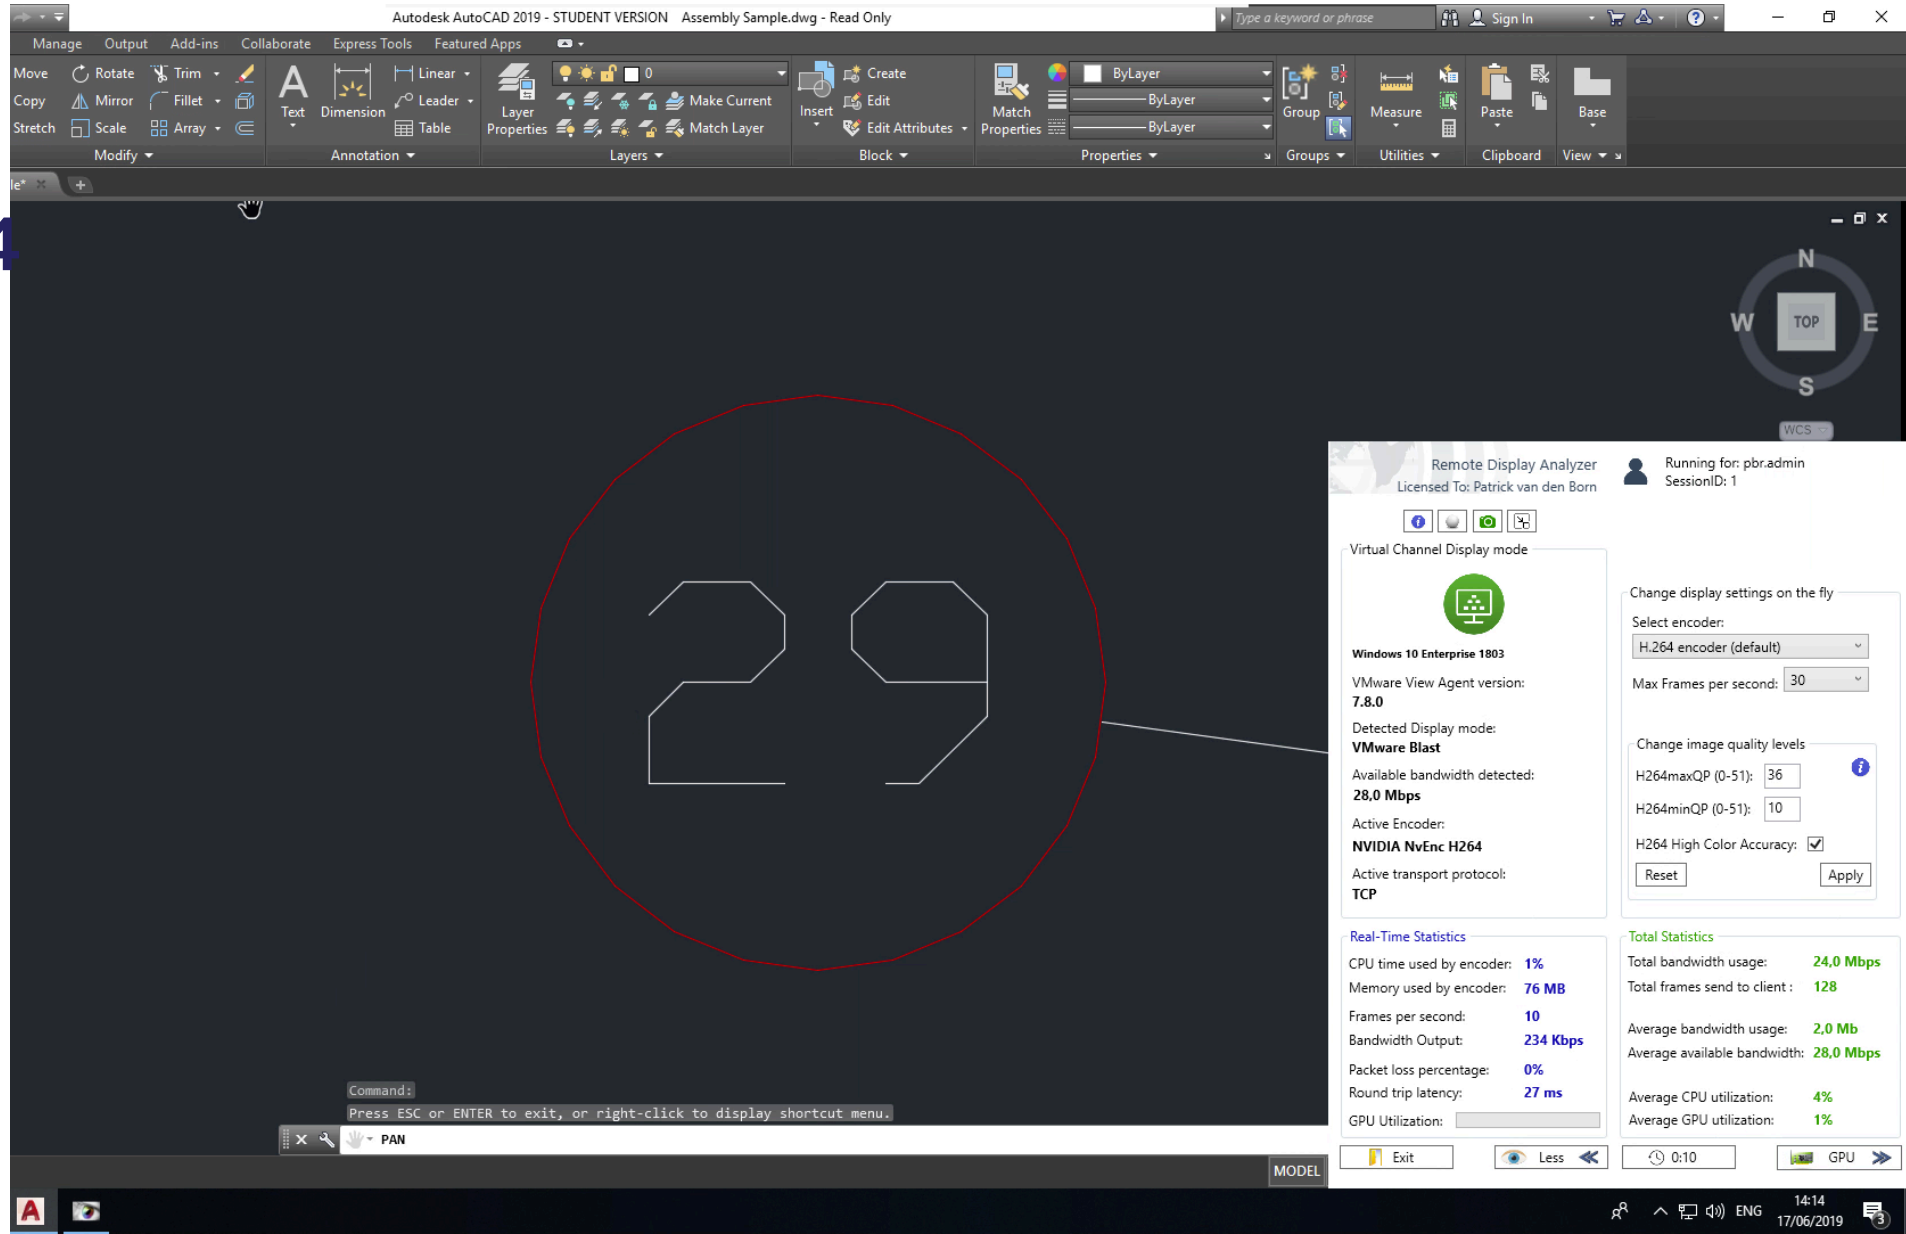 Autodesk AutoCAD 2019 - STUDENT VERSION Assembly Sample.dwg - Read Only
Type a keyword or phrase
Sign In
?
Manage Output Add-ins Collaborate Express Tools Featured Apps
Move Rotate Trim
Copy Mirror Fillet
Stretch Scale Array
Modify
A
Text
Dimension
Linear
Leader
Table
Annotation
Layer
Properties
0
Make Current
Match Layer
Layers
Insert
Create
Edit
Edit Attributes
Block
Match
Properties
ByLayer
ByLayer
ByLayer
Properties
Group
Groups
Measure
Utilities
Paste
Clipboard
Base
View
le*
4
N
W TOP E
S
WCS
29
Remote Display Analyzer
Licensed To: Patrick van den Born
Running for: pbr.admin
SessionID: 1
Virtual Channel Display mode
Windows 10 Enterprise 1803
VMware View Agent version:
7.8.0
Detected Display mode:
VMware Blast
Available bandwidth detected:
28,0 Mbps
Active Encoder:
NVIDIA NvEnc H264
Active transport protocol:
TCP
Change display settings on the fly
Select encoder:
H.264 encoder (default)
Max Frames per second: 30
Change image quality levels
H264maxQP (0-51): 36
H264minQP (0-51): 10
H264 High Color Accuracy:
Reset Apply
Real-Time Statistics
CPU time used by encoder: 1%
Memory used by encoder: 76 MB
Frames per second: 10
Bandwidth Output: 234 Kbps
Packet loss percentage: 0%
Round trip latency: 27 ms
GPU Utilization:
Total Statistics
Total bandwidth usage: 24,0 Mbps
Total frames send to client : 128
Average bandwidth usage: 2,0 Mb
Average available bandwidth: 28,0 Mbps
Average CPU utilization: 4%
Average GPU utilization: 1%
Exit Less 0:10 GPU
Command:
Press ESC or ENTER to exit, or right-click to display shortcut menu.
PAN
MODEL
A
ENG
14:14
17/06/2019
3